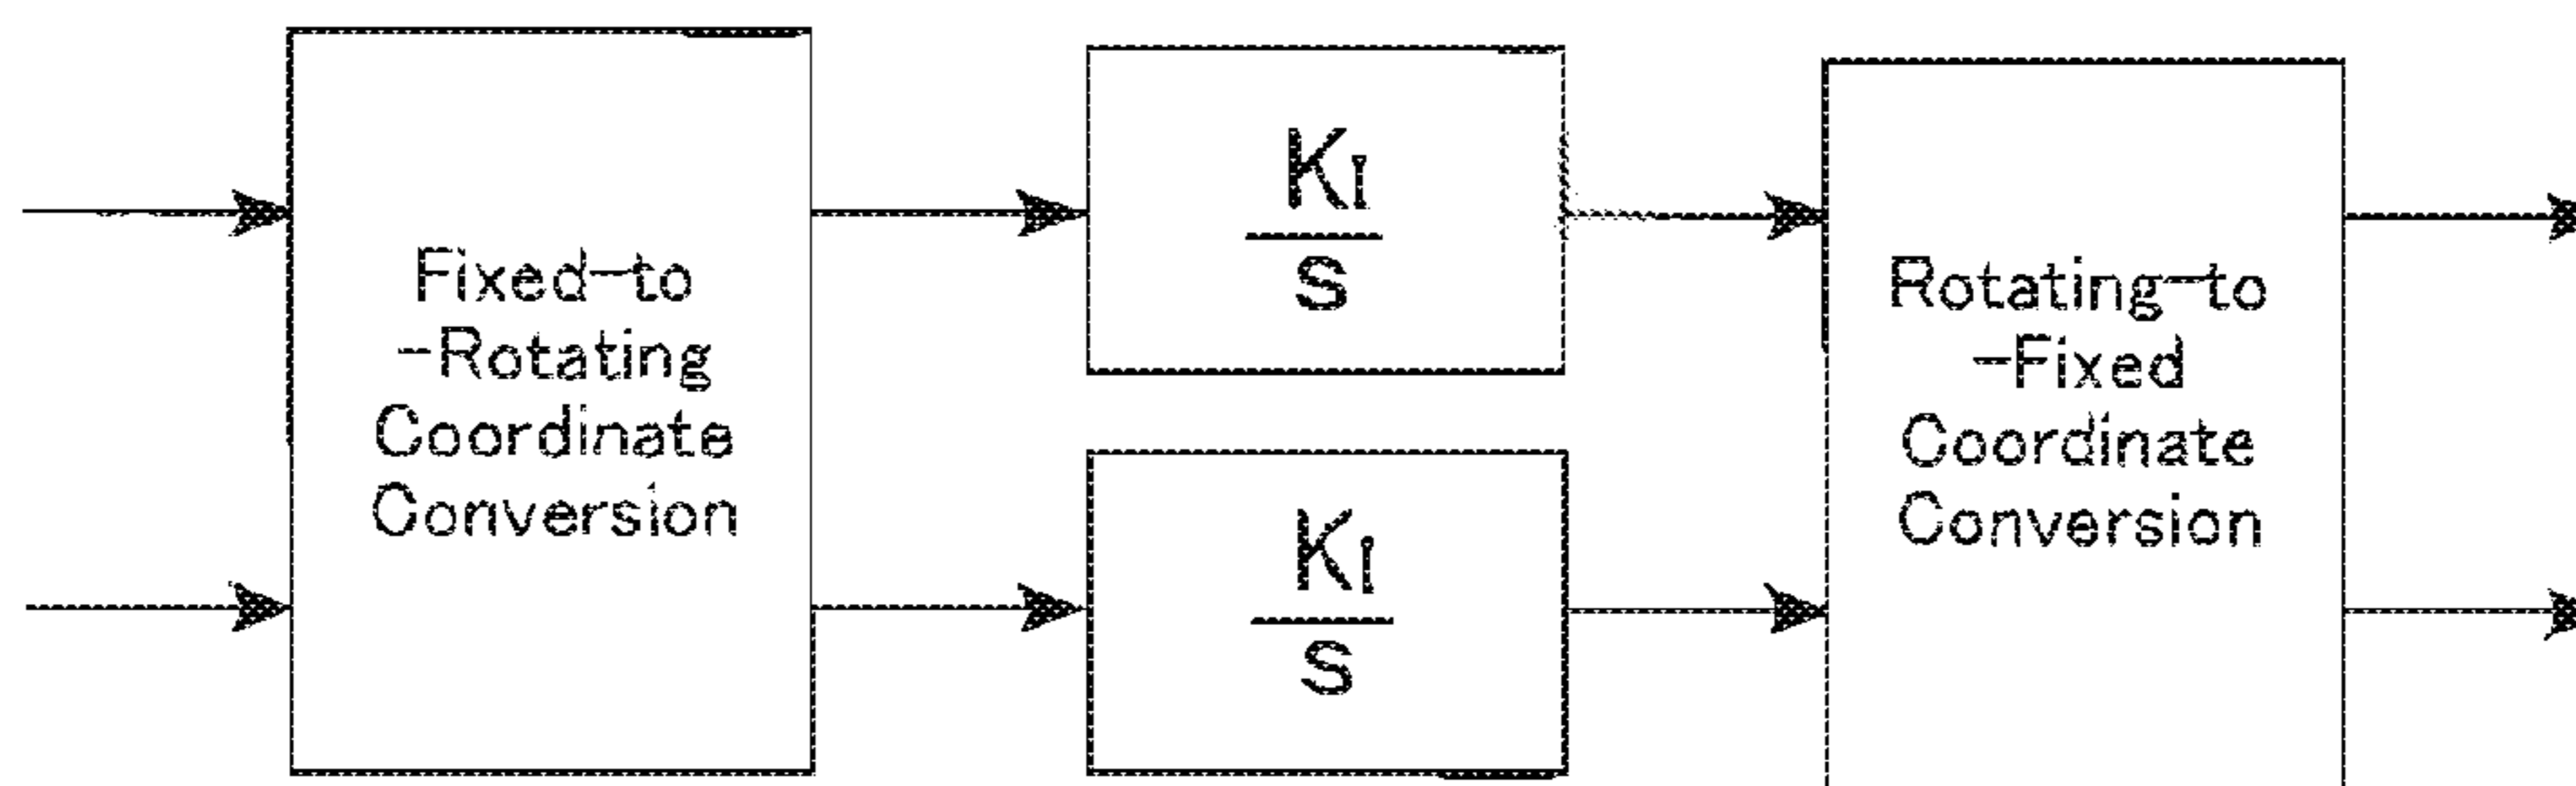 Fixed-to
-Rotating
Coordinate
Conversion
KI
s
KI
s
Rotating-to
-Fixed
Coordinate
Conversion